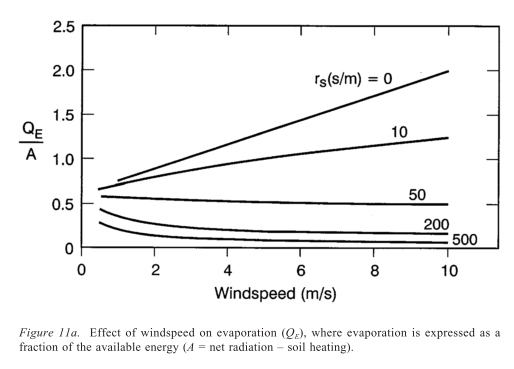 2.5
2.0
1.5
1.0
0.5
0
Q_E
A
r_S(s/m) = 0
10
50
200
500
0 2 4 6 8 10
Windspeed (m/s)
Figure 11a. Effect of windspeed on evaporation (Q_E), where evaporation is expressed as a
fraction of the available energy (A = net radiation – soil heating).